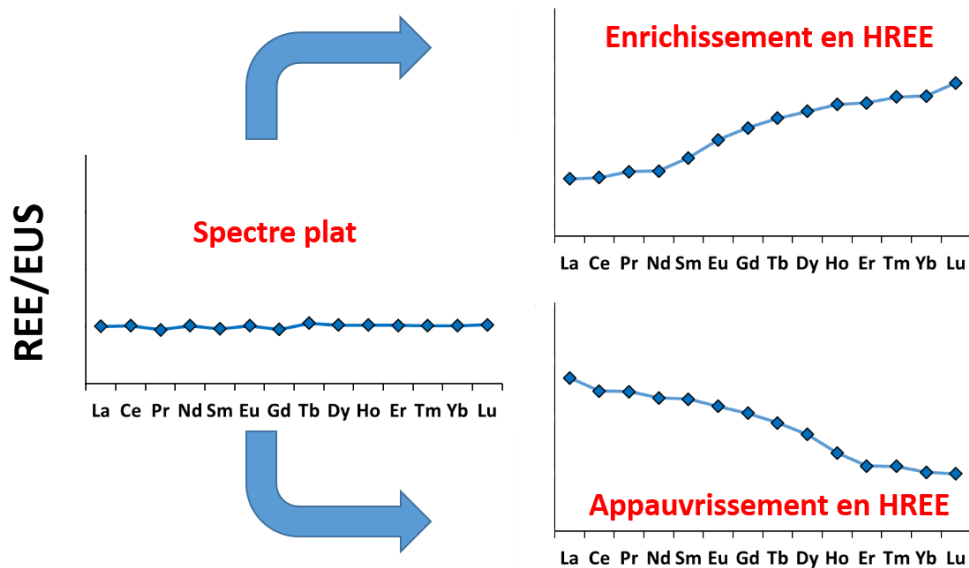 REE/EUS
Spectre plat
La Ce Pr Nd Sm Eu Gd Tb Dy Ho Er Tm Yb Lu
Enrichissement en HREE
La Ce Pr Nd Sm Eu Gd Tb Dy Ho Er Tm Yb Lu
Appauvrissement en HREE
La Ce Pr Nd Sm Eu Gd Tb Dy Ho Er Tm Yb Lu